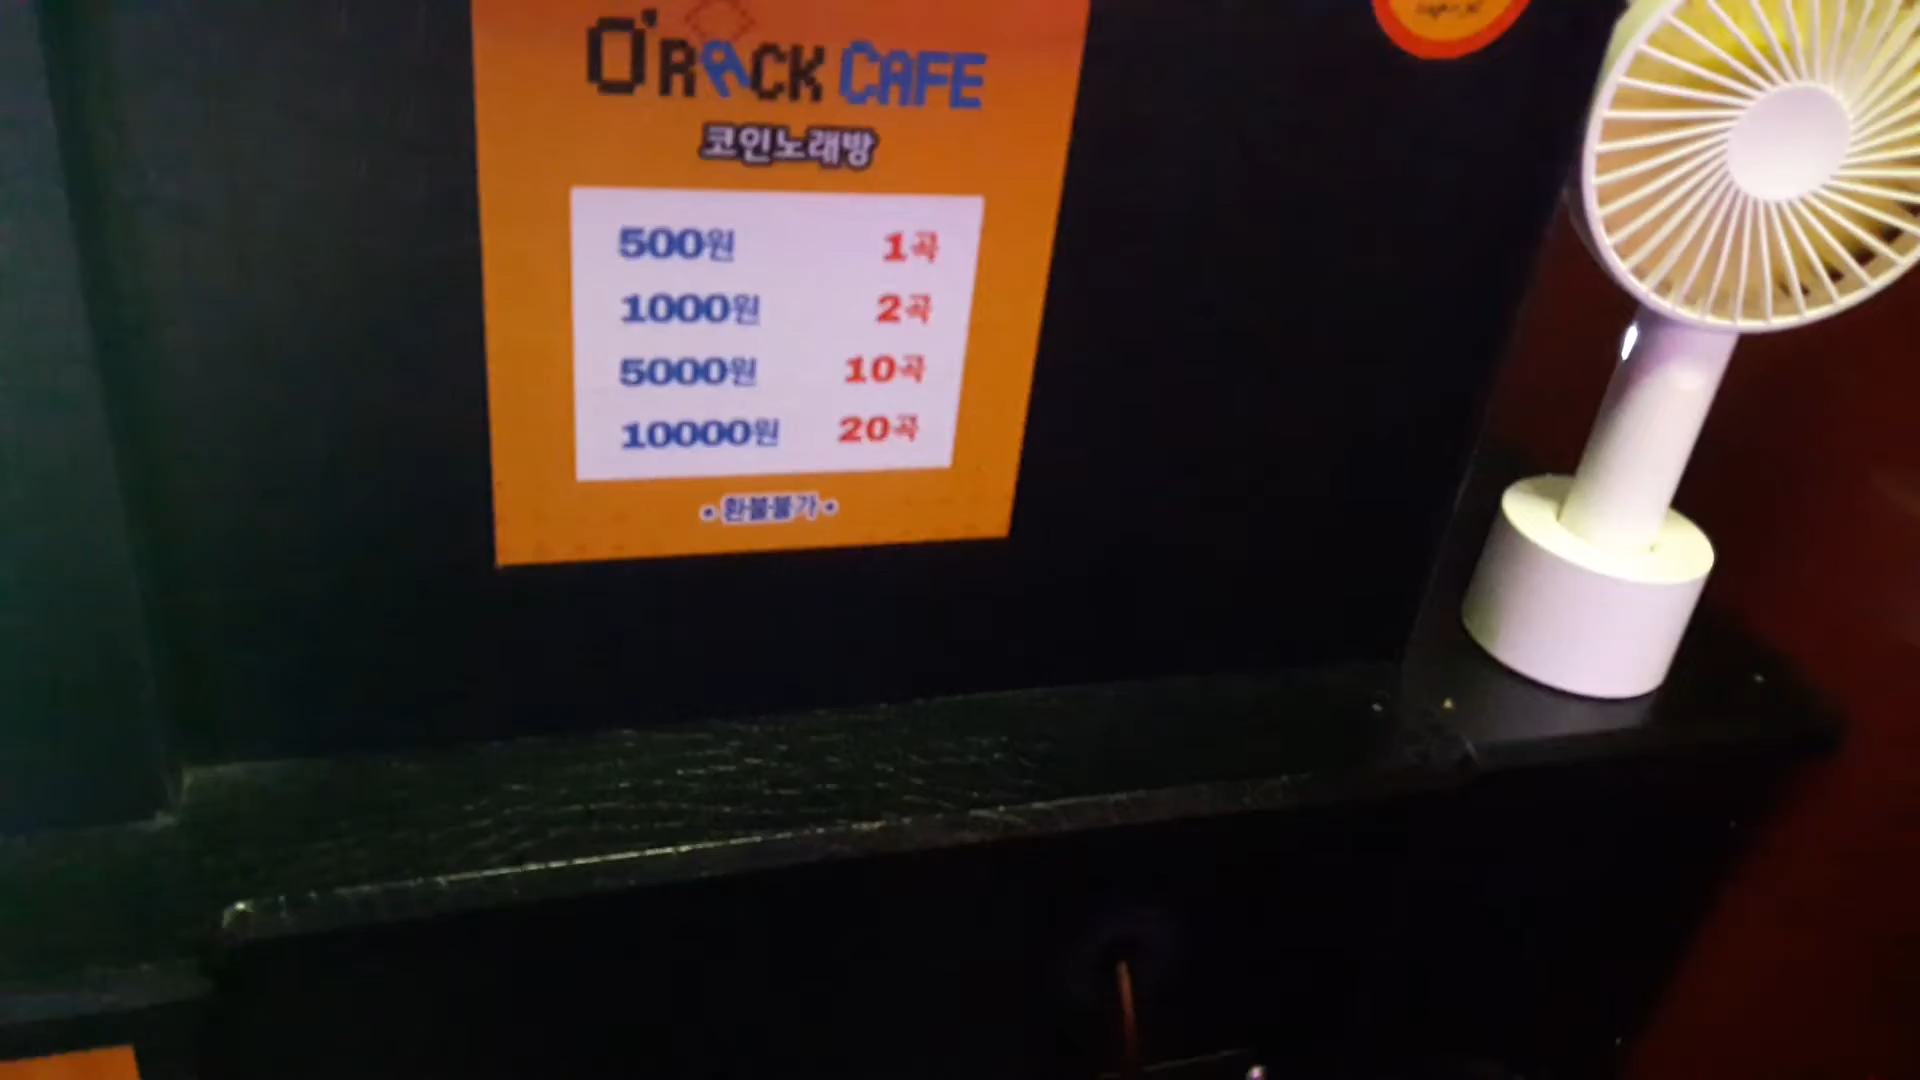 O'RACK CAFE
코인노래방
500원 1곡
1000원 2곡
5000원 10곡
10000원 20곡
• 환불불가 •